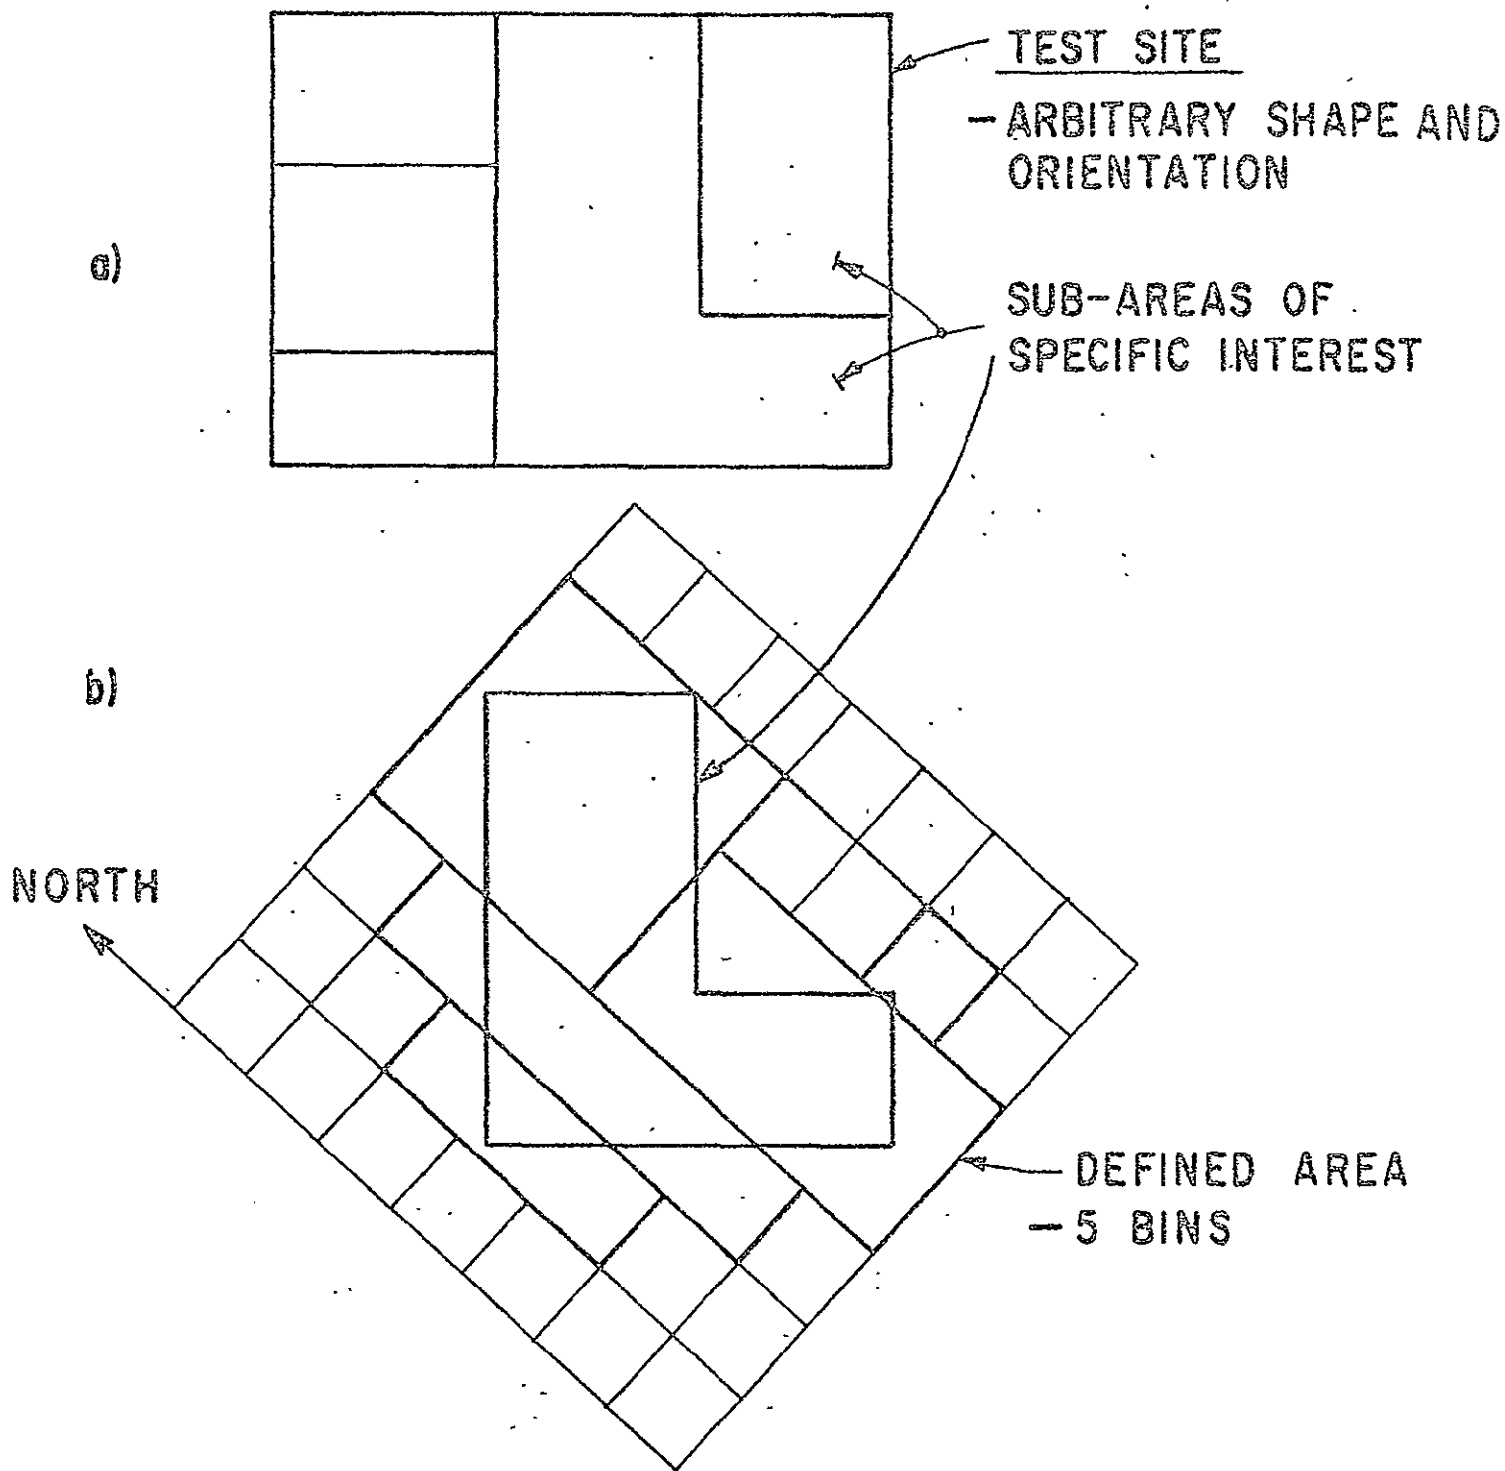 a)
TEST SITE
- ARBITRARY SHAPE AND
ORIENTATION
SUB-AREAS OF
SPECIFIC INTEREST
b)
NORTH
DEFINED AREA
- 5 BINS